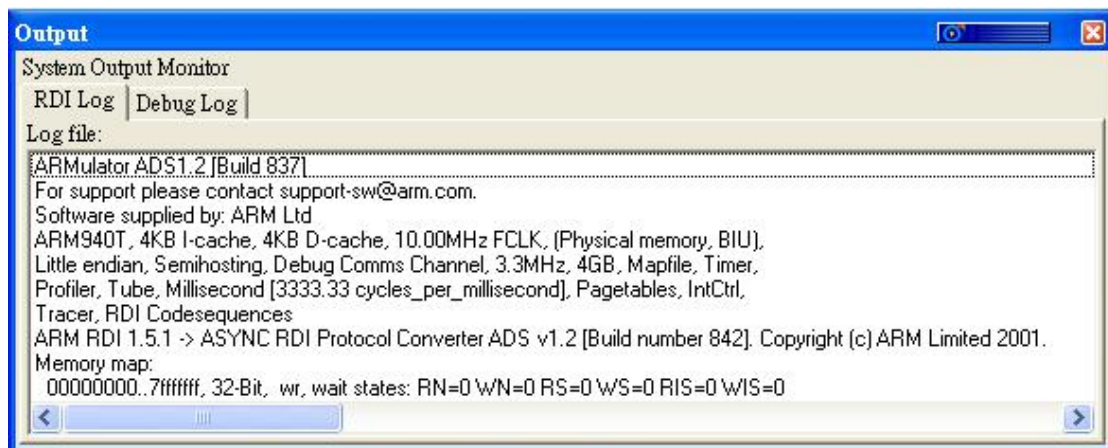 Output
System Output Monitor
RDI Log Debug Log
Log file:
ARMulator ADS1.2 [Build 837]
For support please contact support-sw@arm.com.
Software supplied by: ARM Ltd
ARM940T, 4KB I-cache, 4KB D-cache, 10.00MHz FCLK, (Physical memory, BIU),
Little endian, Semihosting, Debug Comms Channel, 3.3MHz, 4GB, Mapfile, Timer,
Profiler, Tube, Millisecond [3333.33 cycles_per_millisecond], Pagetables, IntCtrl,
Tracer, RDI Codesequences
ARM RDI 1.5.1 -> ASYNC RDI Protocol Converter ADS v1.2 [Build number 842]. Copyright (c) ARM Limited 2001.
Memory map:
00000000..7fffffff, 32-Bit, wr, wait states: RN=0 WN=0 RS=0 WS=0 RIS=0 WIS=0